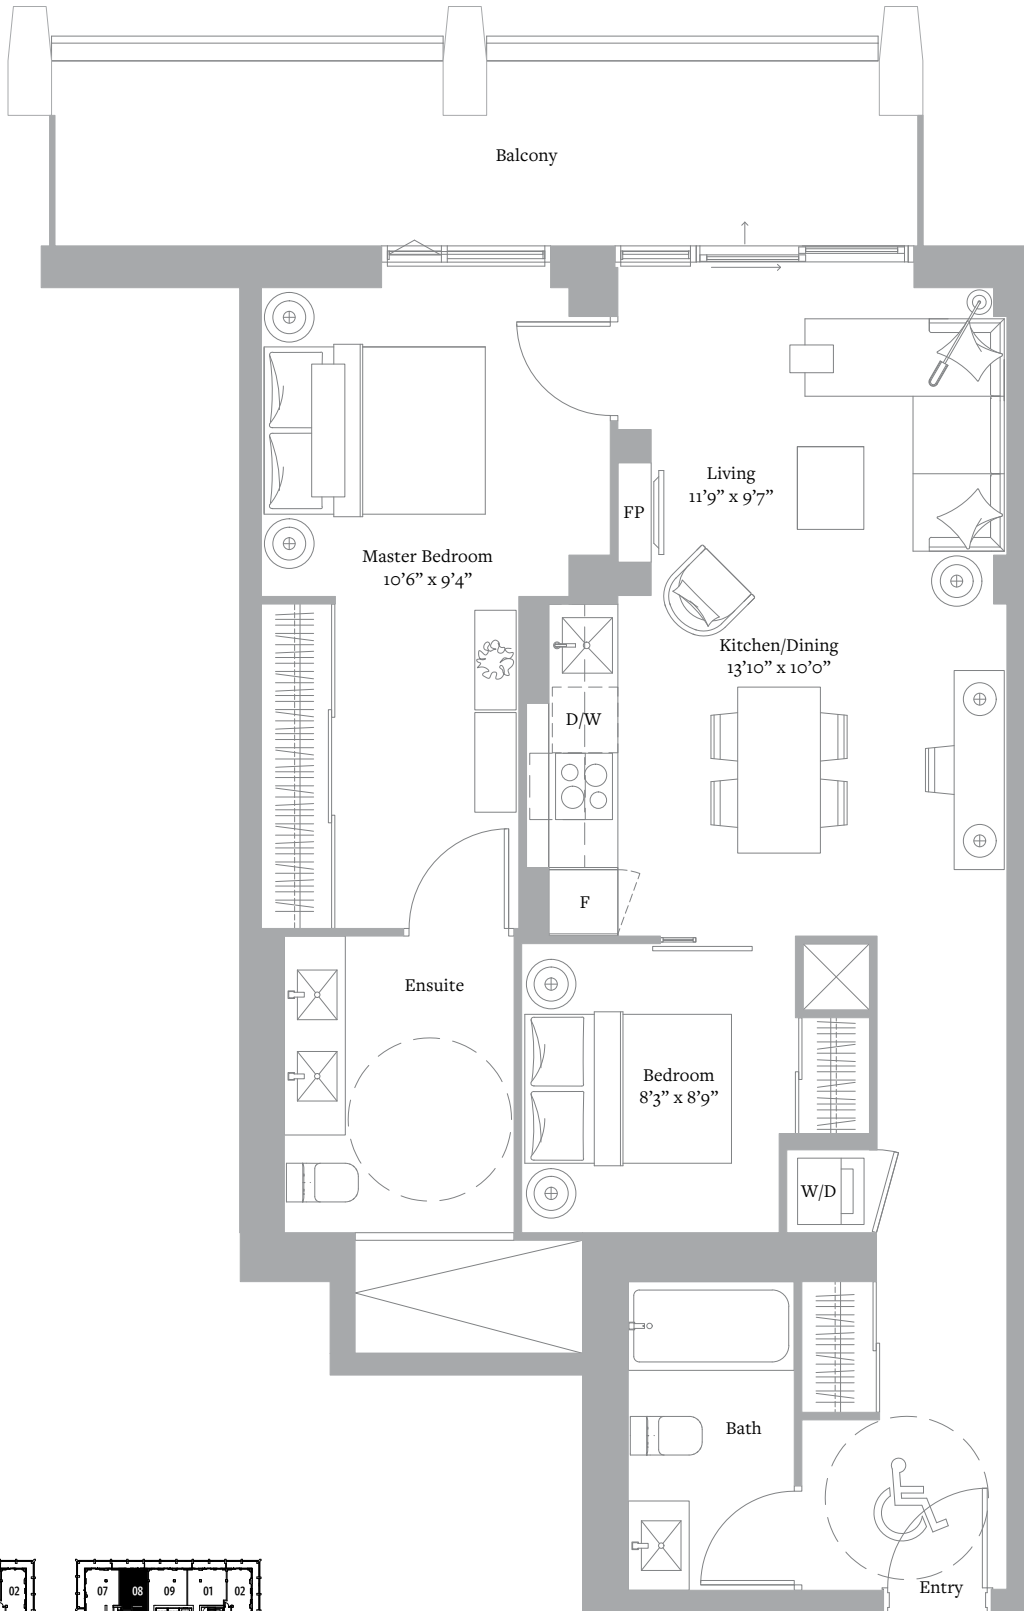 Balcony
Living
11’9” x 9’7”
FP
Master Bedroom
10’6” x 9’4”
Kitchen/Dining
13’10” x 10’0”
D/W
F
Ensuite
Bedroom
8’3” x 8’9”
W/D
Bath
Entry
02
07 08 09 01 02